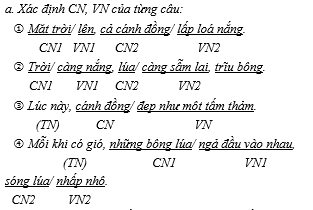 a. Xác định CN, VN của từng câu:
① Mặt trời/ lên, cả cánh đồng/ lấp loá nắng.
CN1 VN1 CN2 VN2
② Trời/ càng nắng, lúa/ càng sẫm lại, trĩu bông.
CN1 VN1 CN2 VN2
③ Lúc này, cánh đồng/ đẹp như một tấm thảm.
(TN) CN VN
④ Mỗi khi có gió, những bông lúa/ ngả đầu vào nhau,
(TN) CN1 VN1
sóng lúa/ nhấp nhô.
CN2 VN2